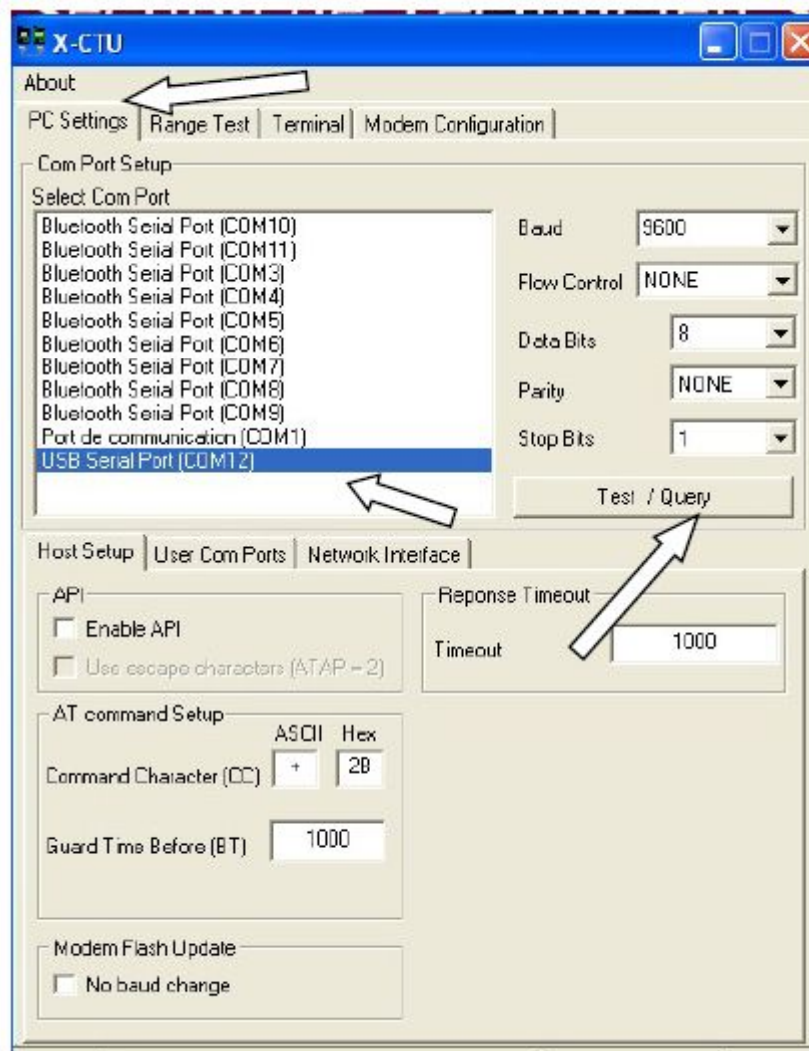 X-CTU
About
PC Settings Range Test Terminal Modem Configuration
Com Port Setup
Select Com Port
Bluetooth Serial Port (COM10)
Bluetooth Serial Port (COM11)
Bluetooth Serial Port (COM3)
Bluetooth Serial Port (COM4)
Bluetooth Serial Port (COM5)
Bluetooth Serial Port (COM6)
Bluetooth Serial Port (COM7)
Bluetooth Serial Port (COM8)
Bluetooth Serial Port (COM9)
Port de communication (COM1)
USB Serial Port (COM12)
Baud 9600
Flow Control NONE
Data Bits 8
Parity NONE
Stop Bits 1
Test / Query
Host Setup User Com Ports Network Interface
API
Enable API
Use escape characters (ATAP = 2)
Reponse Timeout
Timeout 1000
AT command Setup
ASCII Hex
Command Character (CC) + 2B
Guard Time Before (BT) 1000
Modem Flash Update
No baud change